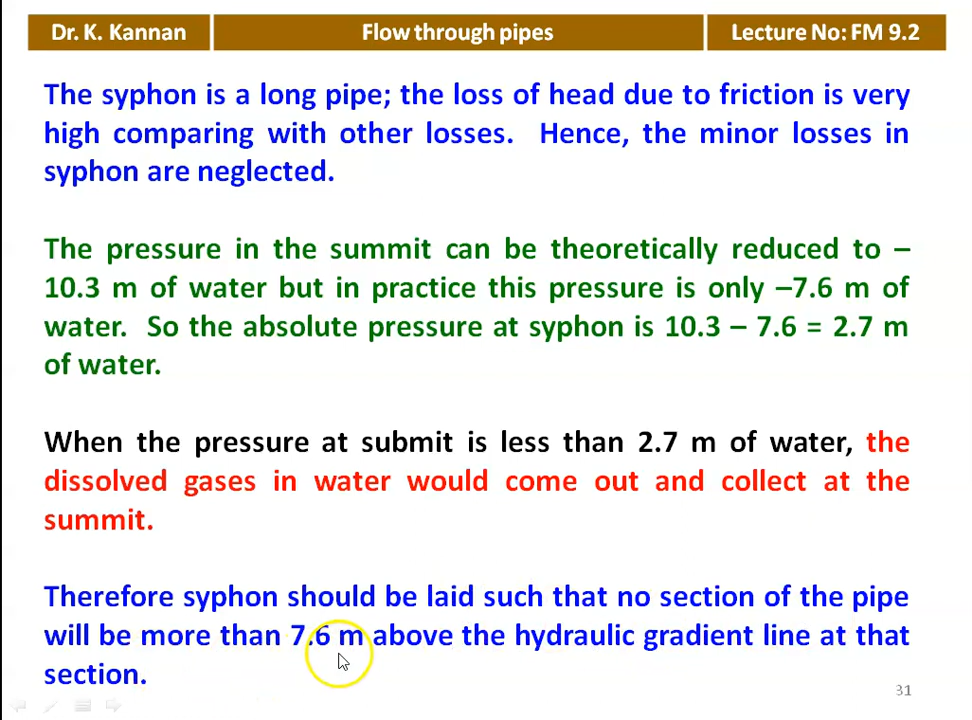 Dr. K. Kannan Flow through pipes Lecture No: FM 9.2
The syphon is a long pipe; the loss of head due to friction is very
high comparing with other losses. Hence, the minor losses in
syphon are neglected.
The pressure in the summit can be theoretically reduced to –
10.3 m of water but in practice this pressure is only –7.6 m of
water. So the absolute pressure at syphon is 10.3 – 7.6 = 2.7 m
of water.
When the pressure at submit is less than 2.7 m of water, the
dissolved gases in water would come out and collect at the
summit.
Therefore syphon should be laid such that no section of the pipe
will be more than 7.6 m above the hydraulic gradient line at that
section.
31